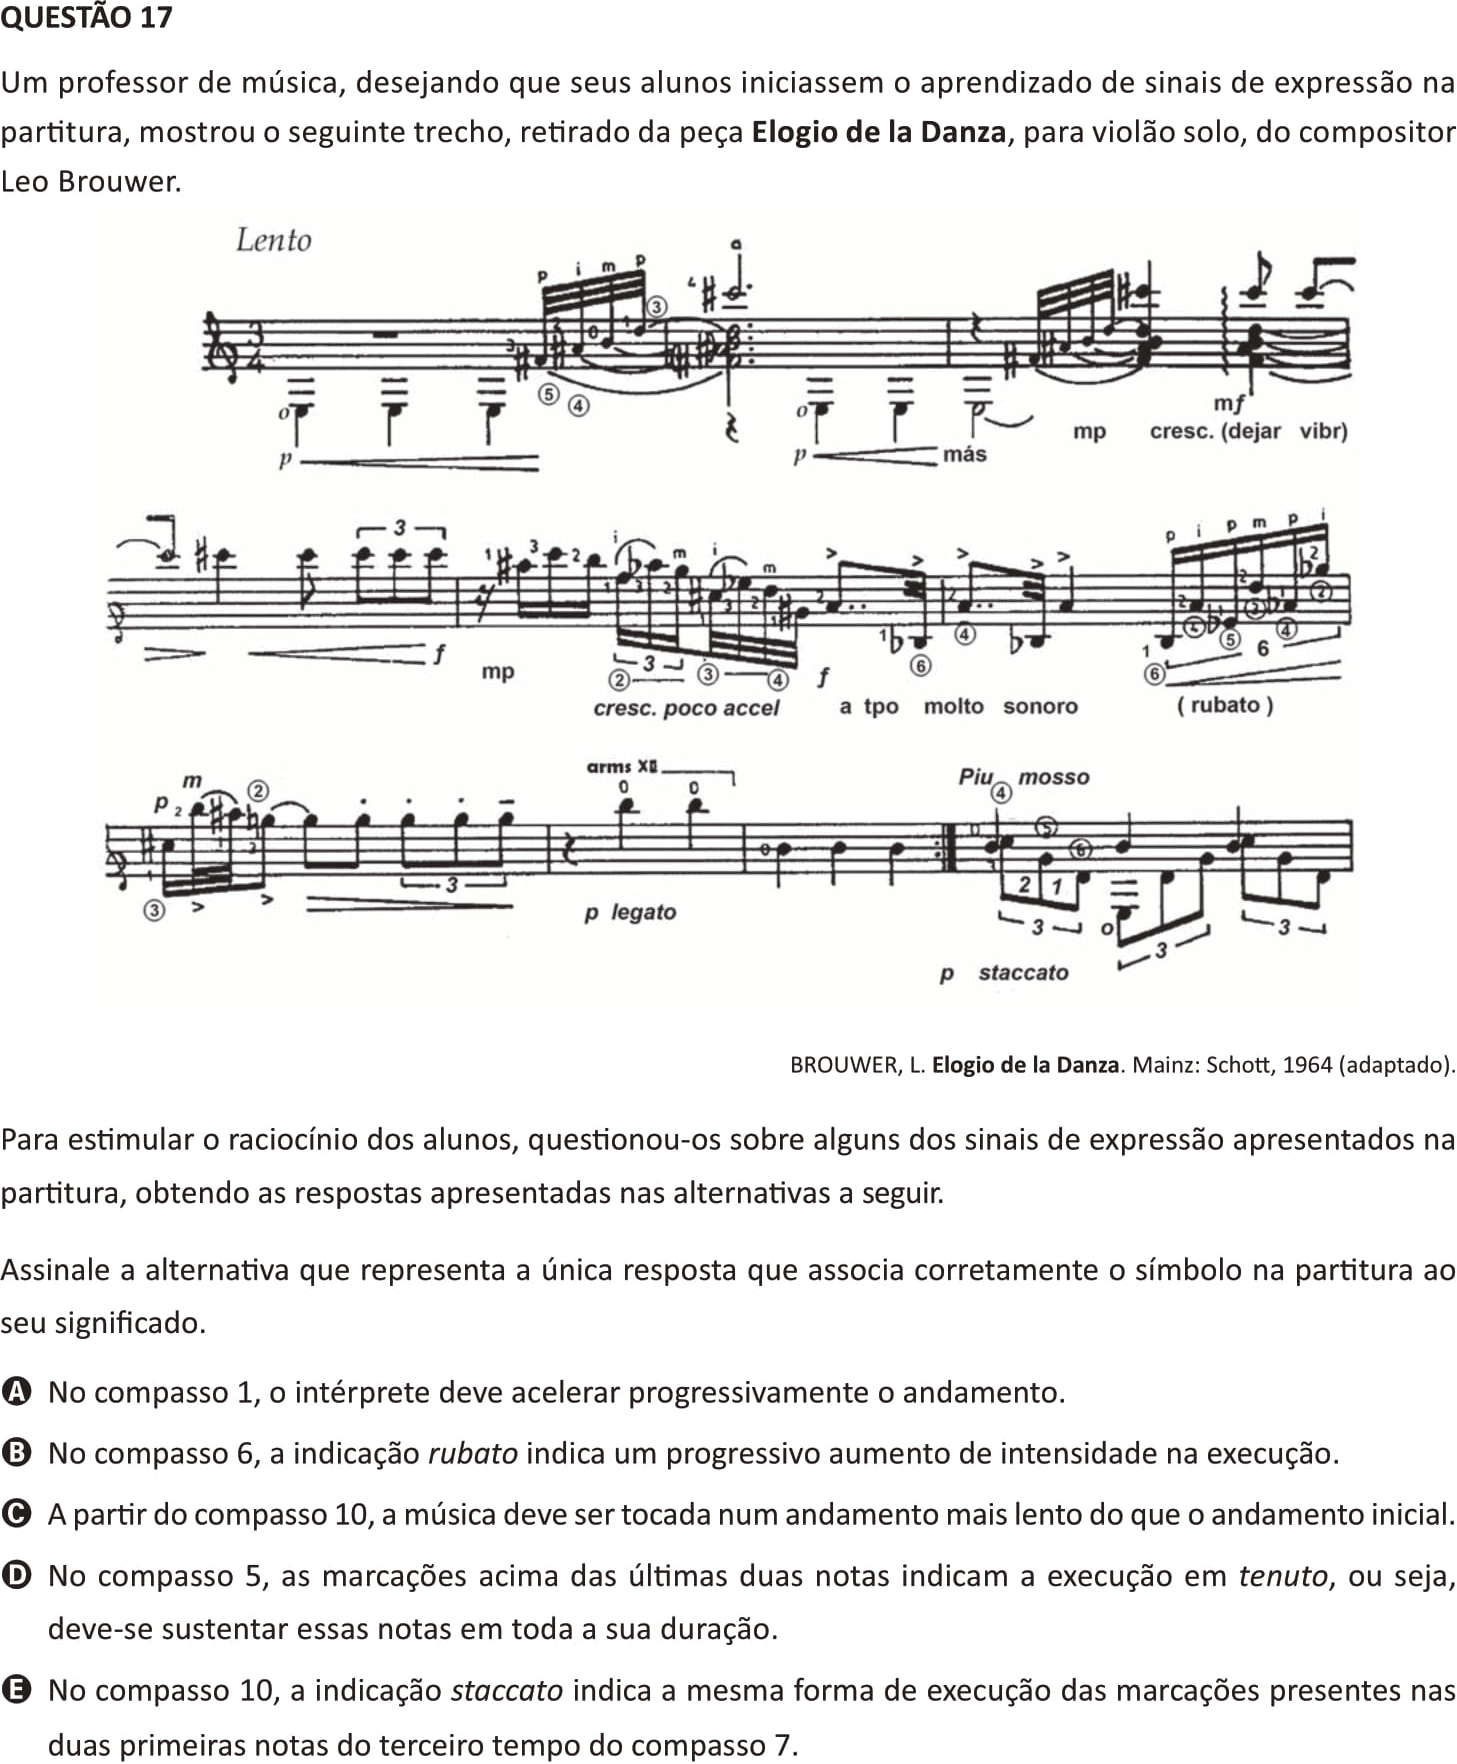 QUESTÃO 17
Um professor de música, desejando que seus alunos iniciassem o aprendizado de sinais de expressão na
partitura, mostrou o seguinte trecho, retirado da peça Elogio de la Danza, para violão solo, do compositor
Leo Brouwer.
Lento
p i m p
a
3
4
3
5 4
o
o
p
p
más
mp
mf
cresc. (dejar vibr)
3
f
mp
1 3 2
i m i m
3
2 3 4
cresc. poco accel
f
a tpo molto sonoro
6
4
p i p m p i
5
4
2
6
6
1
( rubato )
p 2 m 2
3
3
arms XII
0 0
p legato
Piu mosso
4
5
6
2 1
3
3
3
o
p staccato
BROUWER, L. Elogio de la Danza. Mainz: Schott, 1964 (adaptado).
Para estimular o raciocínio dos alunos, questionou-os sobre alguns dos sinais de expressão apresentados na
partitura, obtendo as respostas apresentadas nas alternativas a seguir.
Assinale a alternativa que representa a única resposta que associa corretamente o símbolo na partitura ao
seu significado.
A No compasso 1, o intérprete deve acelerar progressivamente o andamento.
B No compasso 6, a indicação rubato indica um progressivo aumento de intensidade na execução.
C A partir do compasso 10, a música deve ser tocada num andamento mais lento do que o andamento inicial.
D No compasso 5, as marcações acima das últimas duas notas indicam a execução em tenuto, ou seja,
deve-se sustentar essas notas em toda a sua duração.
E No compasso 10, a indicação staccato indica a mesma forma de execução das marcações presentes nas
duas primeiras notas do terceiro tempo do compasso 7.